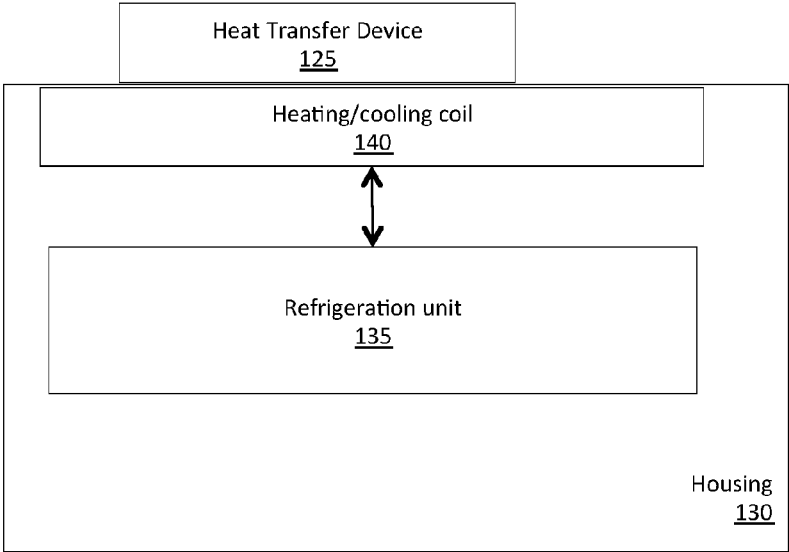 Heat Transfer Device
125
Heating/cooling coil
140
Refrigeration unit
135
Housing
130